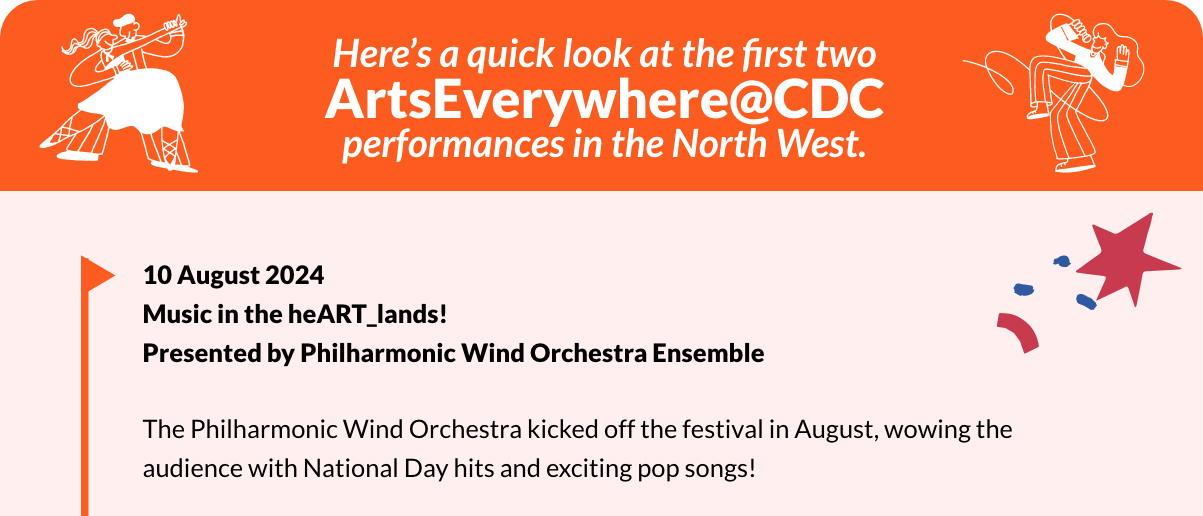 Here’s a quick look at the first two
ArtsEverywhere@CDC
performances in the North West.
10 August 2024
Music in the heART_lands!
Presented by Philharmonic Wind Orchestra Ensemble
The Philharmonic Wind Orchestra kicked off the festival in August, wowing the
audience with National Day hits and exciting pop songs!